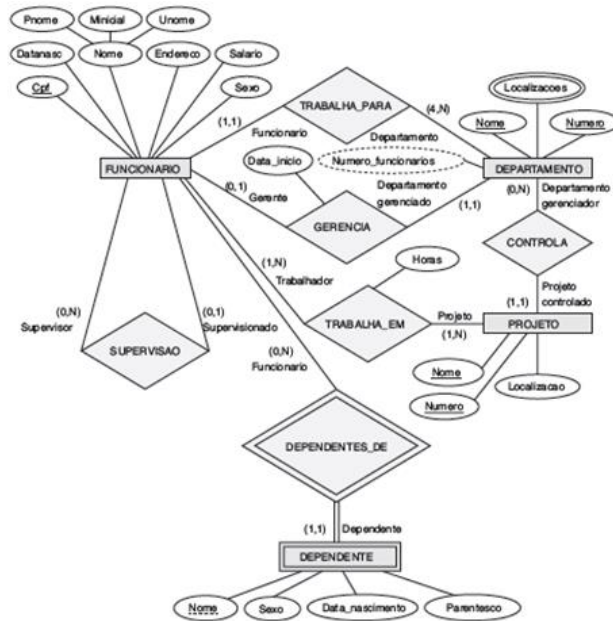 Pnome
Minicial
Unome
Datanasc
Nome
Endereco
Salario
Cpf
Sexo
Localizacoes
TRABALHA_PARA
(1,1)
(4,N)
Nome
Numero
Funcionario
Departamento
FUNCIONARIO
Data_inicio
Numero_funcionarios
DEPARTAMENTO
(0,1)
Gerente
Departamento
gerenciado
(1,1)
(0,N)
Departamento
gerenciador
GERENCIA
CONTROLA
(1,N)
Trabalhador
Horas
(0,N)
Supervisor
(0,1)
Supervisionado
Projeto
controlado
(1,1)
TRABALHA_EM
Projeto
(1,N)
PROJETO
SUPERVISAO
(0,N)
Funcionario
Nome
Localizacao
Numero
DEPENDENTES_DE
(1,1)
Dependente
DEPENDENTE
Nome
Sexo
Data_nascimento
Parentesco